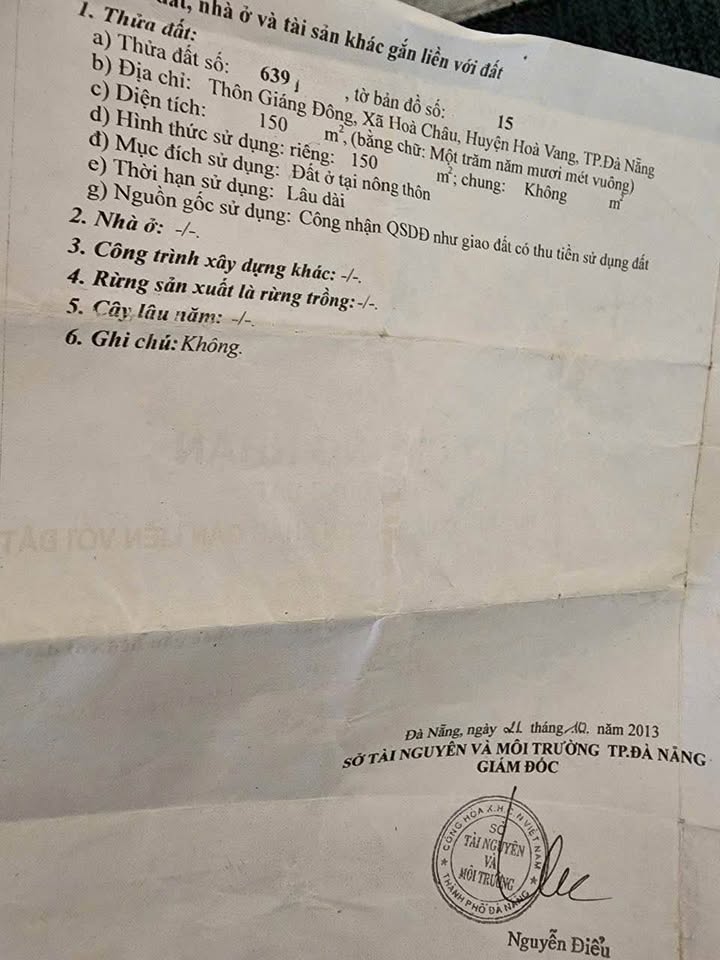 nhà ở và tài sản khác gắn liền với đất
1. Thửa đất:
a) Thửa đất số: 639, tờ bản đồ số: 15
b) Địa chỉ: Thôn Giáng Đông, Xã Hoà Châu, Huyện Hoà Vang, TP.Đà Nẵng
c) Diện tích: 150 m², (bằng chữ: Một trăm năm mươi mét vuông)
d) Hình thức sử dụng: riêng: 150 m²; chung: Không m²
đ) Mục đích sử dụng: Đất ở tại nông thôn
e) Thời hạn sử dụng: Lâu dài
g) Nguồn gốc sử dụng: Công nhận QSDĐ như giao đất có thu tiền sử dụng đất
2. Nhà ở: -/-.
3. Công trình xây dựng khác: -/-.
4. Rừng sản xuất là rừng trồng: -/-.
5. Cây lâu năm: -/-.
6. Ghi chú: Không.
Đà Nẵng, ngày 21 tháng 10. năm 2013
SỞ TÀI NGUYÊN VÀ MÔI TRƯỜNG TP.ĐÀ NẴNG
GIÁM ĐỐC
CỘNG HÒA X.H.C.N VIỆT NAM
SỞ
TÀI NGUYÊN
VÀ
MÔI TRƯỜNG
THÀNH PHỐ ĐÀ NẴNG
Nguyễn Điểu